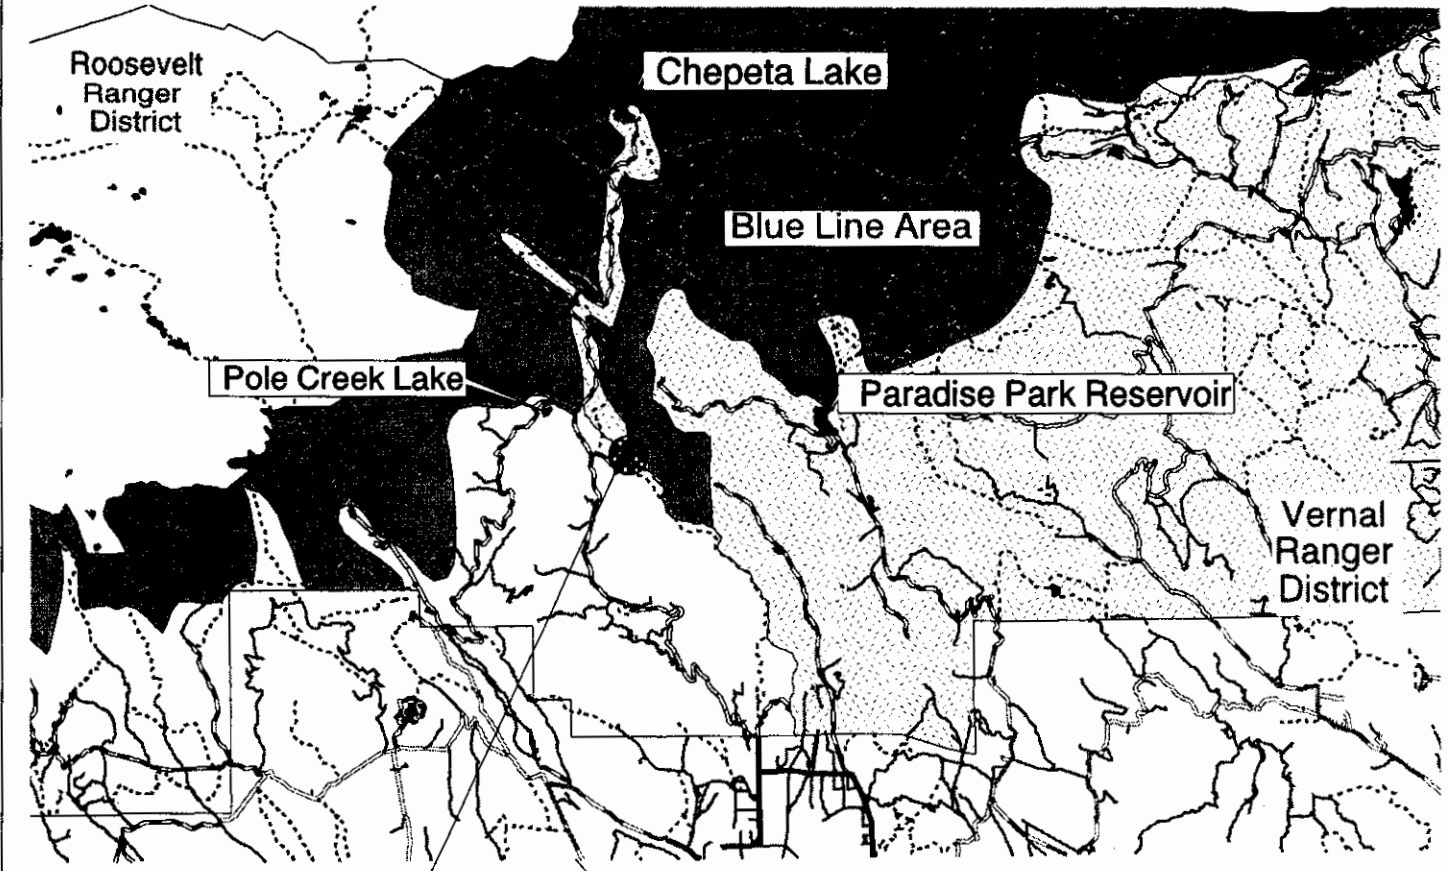 Roosevelt
Ranger
District
Chepeta Lake
Blue Line Area
Pole Creek Lake
Paradise Park Reservoir
Vernal
Ranger
District